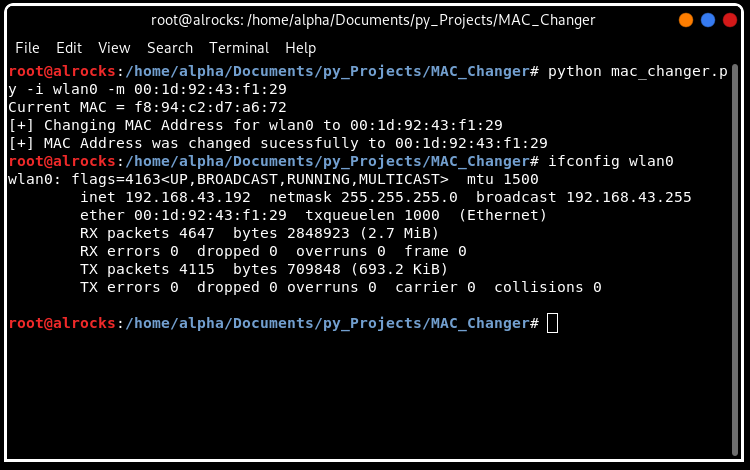 root@alrocks: /home/alpha/Documents/py_Projects/MAC_Changer
File Edit View Search Terminal Help
root@alrocks:/home/alpha/Documents/py_Projects/MAC_Changer# python mac_changer.p
y -i wlan0 -m 00:1d:92:43:f1:29
Current MAC = f8:94:c2:d7:a6:72
[+] Changing MAC Address for wlan0 to 00:1d:92:43:f1:29
[+] MAC Address was changed sucessfully to 00:1d:92:43:f1:29
root@alrocks:/home/alpha/Documents/py_Projects/MAC_Changer# ifconfig wlan0
wlan0: flags=4163<UP,BROADCAST,RUNNING,MULTICAST>  mtu 1500
        inet 192.168.43.192  netmask 255.255.255.0  broadcast 192.168.43.255
        ether 00:1d:92:43:f1:29  txqueuelen 1000  (Ethernet)
        RX packets 4647  bytes 2848923 (2.7 MiB)
        RX errors 0  dropped 0  overruns 0  frame 0
        TX packets 4115  bytes 709848 (693.2 KiB)
        TX errors 0  dropped 0 overruns 0  carrier 0  collisions 0
root@alrocks:/home/alpha/Documents/py_Projects/MAC_Changer#